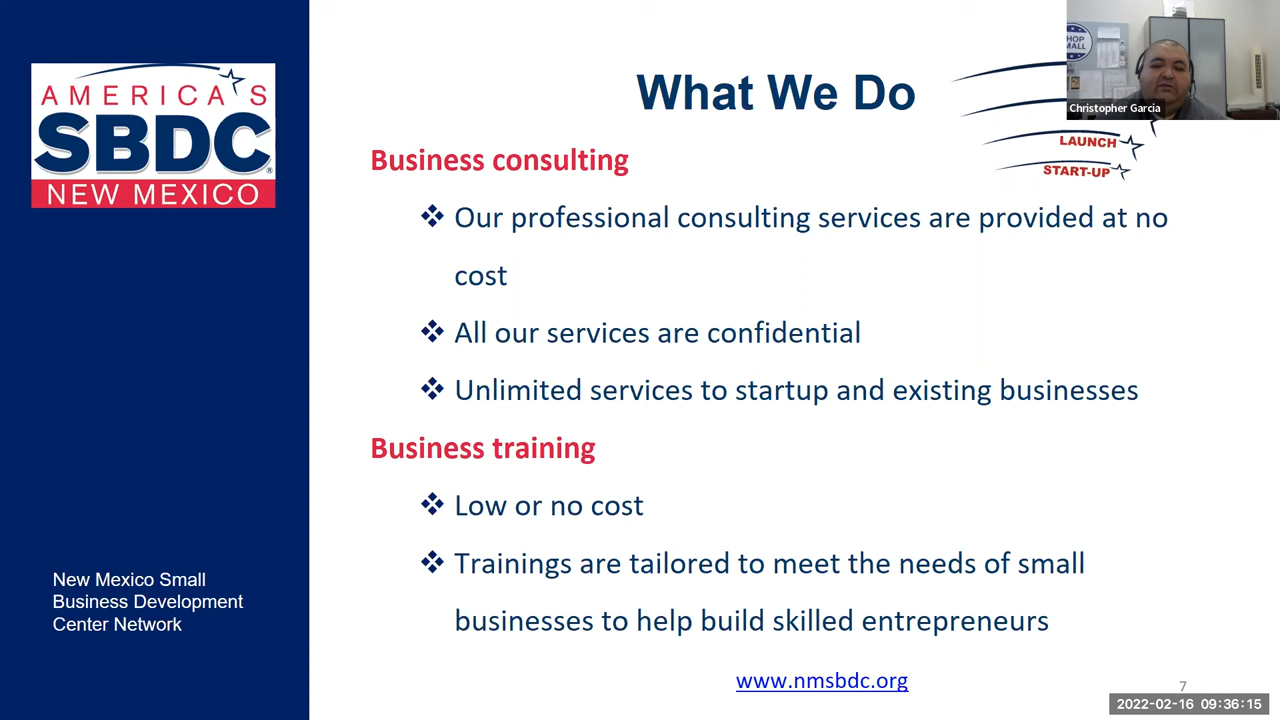 AMERICA'S
SBDC®
NEW MEXICO
New Mexico Small
Business Development
Center Network
What We Do
Business consulting
❖ Our professional consulting services are provided at no
cost
❖ All our services are confidential
❖ Unlimited services to startup and existing businesses
Business training
❖ Low or no cost
❖ Trainings are tailored to meet the needs of small
businesses to help build skilled entrepreneurs
www.nmsbdc.org
LAUNCH
START-UP
Christopher Garcia
7
2022-02-16 09:36:15